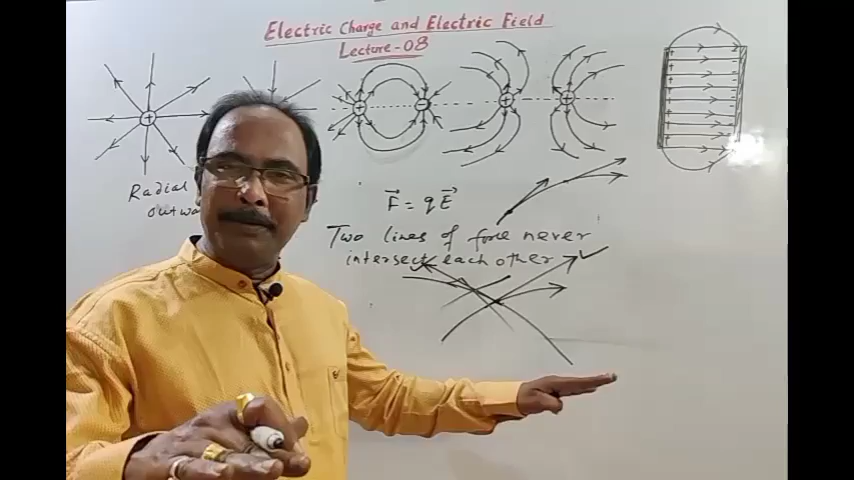 Electric Charge and Electric Field
Lecture-08
Radial
F = qE
Two lines of force never
intersect each other